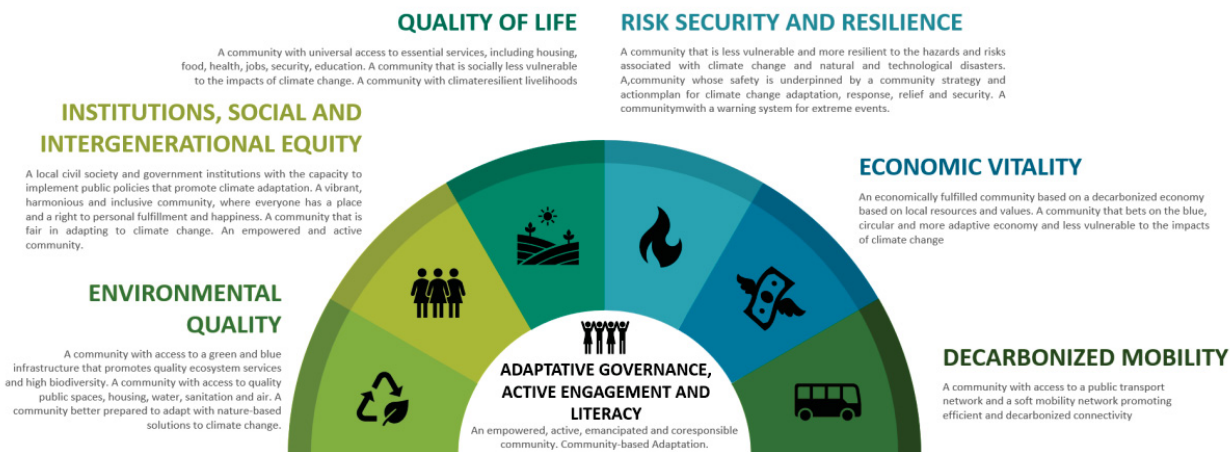 QUALITY OF LIFE
A community with universal access to essential services, including housing,
food, health, jobs, security, education. A community that is socially less vulnerable
to the impacts of climate change. A community with climateresilient livelihoods
RISK SECURITY AND RESILIENCE
A community that is less vulnerable and more resilient to the hazards and risks
associated with climate change and natural and technological disasters.
A,community whose safety is underpinned by a community strategy and
actionmplan for climate change adaptation, response, relief and security. A
communitymwith a warning system for extreme events.
INSTITUTIONS, SOCIAL AND
INTERGENERATIONAL EQUITY
A local civil society and government institutions with the capacity to
implement public policies that promote climate adaptation. A vibrant,
harmonious and inclusive community, where everyone has a place
and a right to personal fulfillment and happiness. A community that is
fair in adapting to climate change. An empowered and active
community.
ECONOMIC VITALITY
An economically fulfilled community based on a decarbonized economy
based on local resources and values. A community that bets on the blue,
circular and more adaptive economy and less vulnerable to the impacts
of climate change
ENVIRONMENTAL
QUALITY
A community with access to a green and blue
infrastructure that promotes quality ecosystem services
and high biodiversity. A community with access to quality
public spaces, housing, water, sanitation and air. A
community better prepared to adapt with nature-based
solutions to climate change.
ADAPTATIVE GOVERNANCE,
ACTIVE ENGAGEMENT AND
LITERACY
An empowered, active, emancipated and coresponsible
community. Community-based Adaptation.
DECARBONIZED MOBILITY
A community with access to a public transport
network and a soft mobility network promoting
efficient and decarbonized connectivity